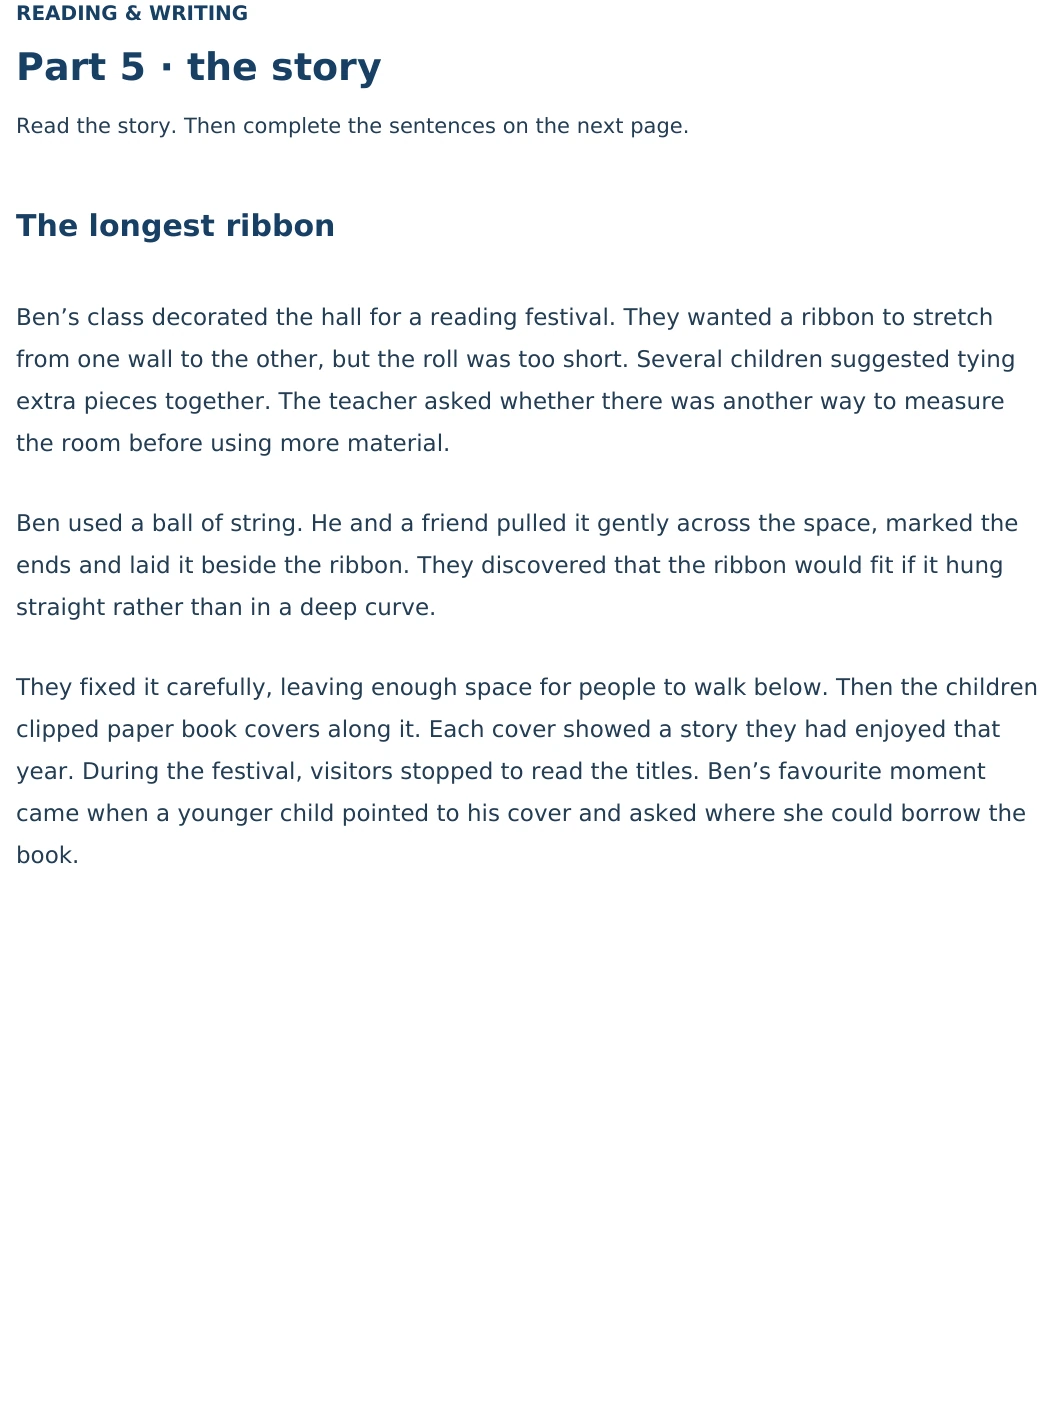 READING & WRITING
Part 5 · the story
Read the story. Then complete the sentences on the next page.
The longest ribbon
Ben’s class decorated the hall for a reading festival. They wanted a ribbon to stretch
from one wall to the other, but the roll was too short. Several children suggested tying
extra pieces together. The teacher asked whether there was another way to measure
the room before using more material.
Ben used a ball of string. He and a friend pulled it gently across the space, marked the
ends and laid it beside the ribbon. They discovered that the ribbon would fit if it hung
straight rather than in a deep curve.
They fixed it carefully, leaving enough space for people to walk below. Then the children
clipped paper book covers along it. Each cover showed a story they had enjoyed that
year. During the festival, visitors stopped to read the titles. Ben’s favourite moment
came when a younger child pointed to his cover and asked where she could borrow the
book.